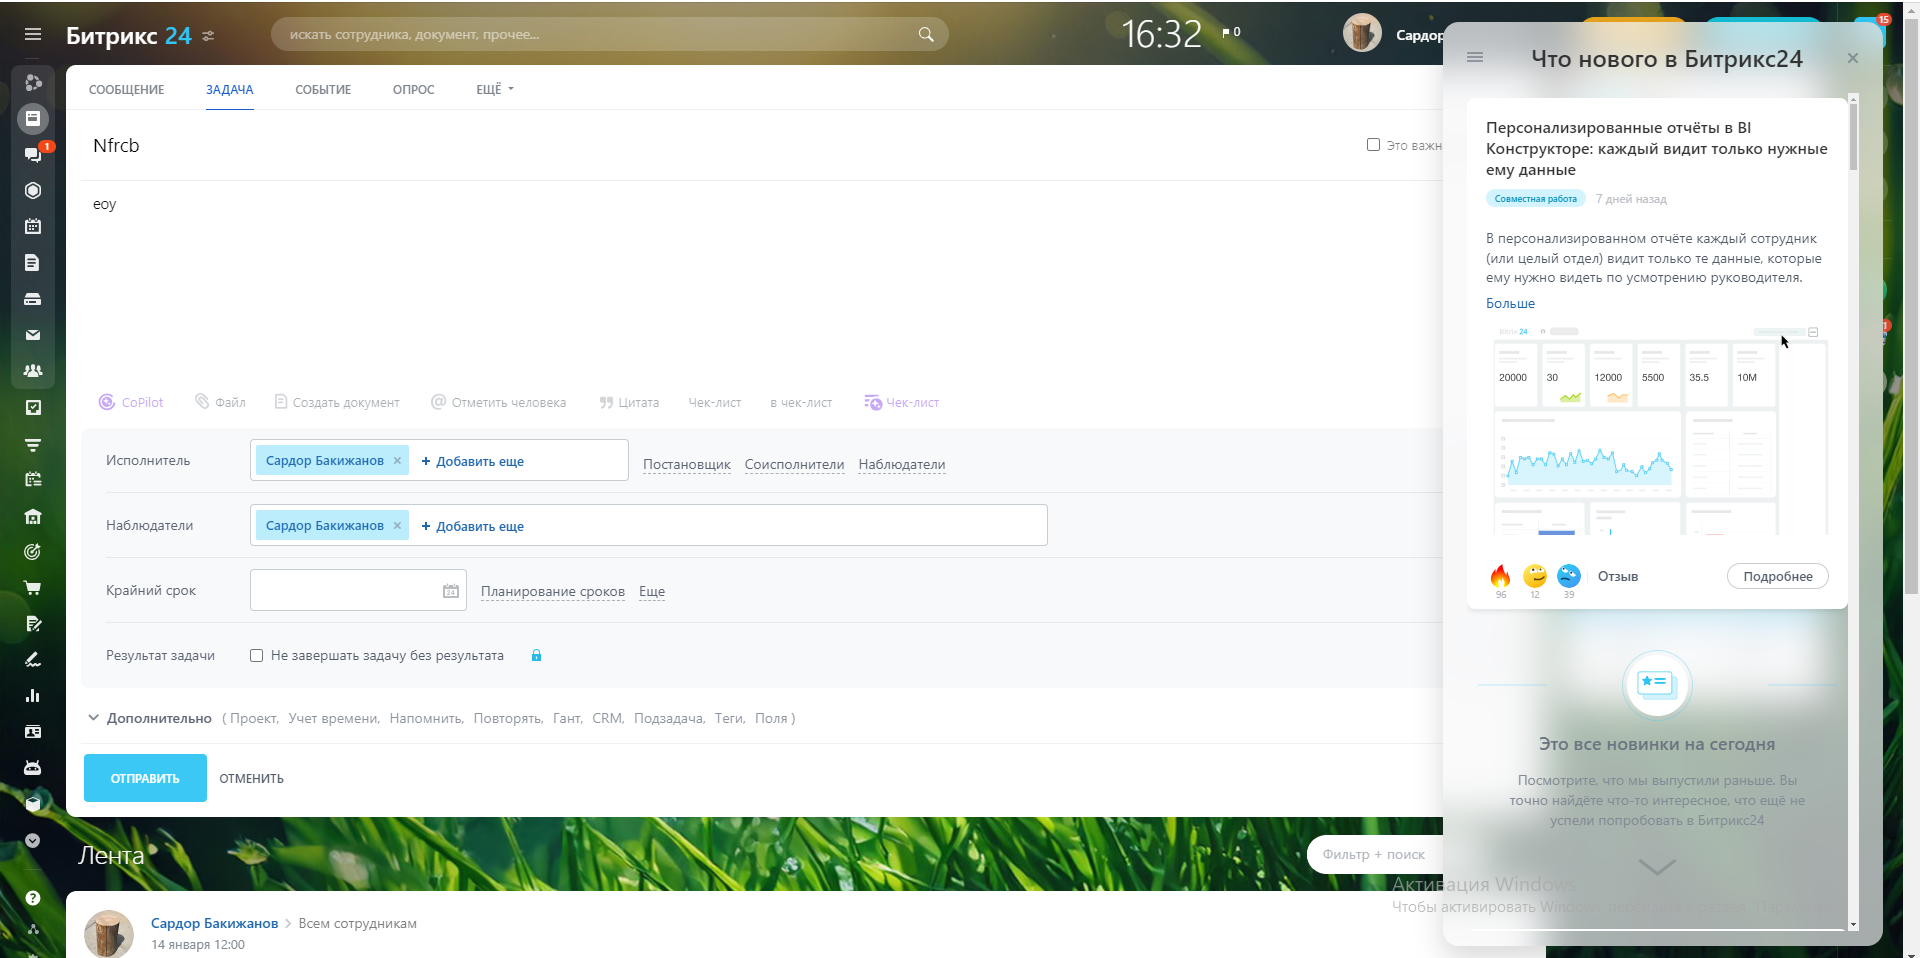 Битрикс 24
искать сотрудника, документ, прочее...
16:32
0
Сардор
15
СООБЩЕНИЕ
ЗАДАЧА
СОБЫТИЕ
ОПРОС
ЕЩЁ
Nfrcb
Это важн
еоу
CoPilot
Файл
Создать документ
Отметить человека
Цитата
Чек-лист
в чек-лист
Чек-лист
Исполнитель
Сардор Бакижанов ×
+ Добавить еще
Постановщик
Соисполнители
Наблюдатели
Наблюдатели
Сардор Бакижанов ×
+ Добавить еще
Крайний срок
24
Планирование сроков
Еще
Результат задачи
Не завершать задачу без результата
Дополнительно ( Проект, Учет времени, Напомнить, Повторять, Гант, CRM, Подзадача, Теги, Поля )
ОТПРАВИТЬ
ОТМЕНИТЬ
Лента
Фильтр + поиск
Сардор Бакижанов > Всем сотрудникам
14 января 12:00
1
1
Что нового в Битрикс24
Персонализированные отчёты в BI
Конструкторе: каждый видит только нужные
ему данные
Совместная работа
7 дней назад
В персонализированном отчёте каждый сотрудник
(или целый отдел) видит только те данные, которые
ему нужно видеть по усмотрению руководителя.
Больше
Bitrix 24
20000
30
12000
5500
35.5
10M
96
12
39
Отзыв
Подробнее
Это все новинки на сегодня
Посмотрите, что мы выпустили раньше. Вы
точно найдёте что-то интересное, что ещё не
успели попробовать в Битрикс24
Активация Windows
Чтобы активировать Windows